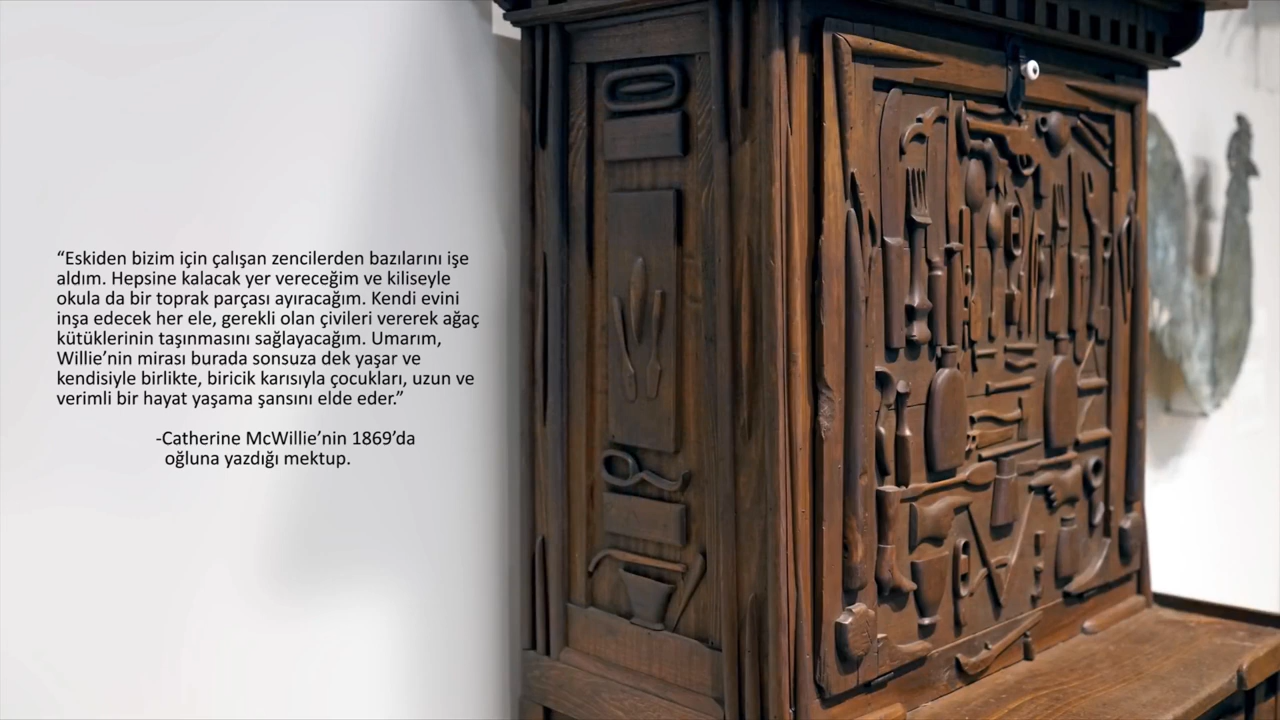 “Eskiden bizim için çalışan zencilerden bazılarını işe
aldım. Hepsine kalacak yer vereceğim ve kiliseyle
okula da bir toprak parçası ayıracağım. Kendi evini
inşa edecek her ele, gerekli olan çivileri vererek ağaç
kütüklerinin taşınmasını sağlayacağım. Umarım,
Willie’nin mirası burada sonsuza dek yaşar ve
kendisiyle birlikte, biricik karısıyla çocukları, uzun ve
verimli bir hayat yaşama şansını elde eder.”
-Catherine McWillie’nin 1869’da
oğluna yazdığı mektup.